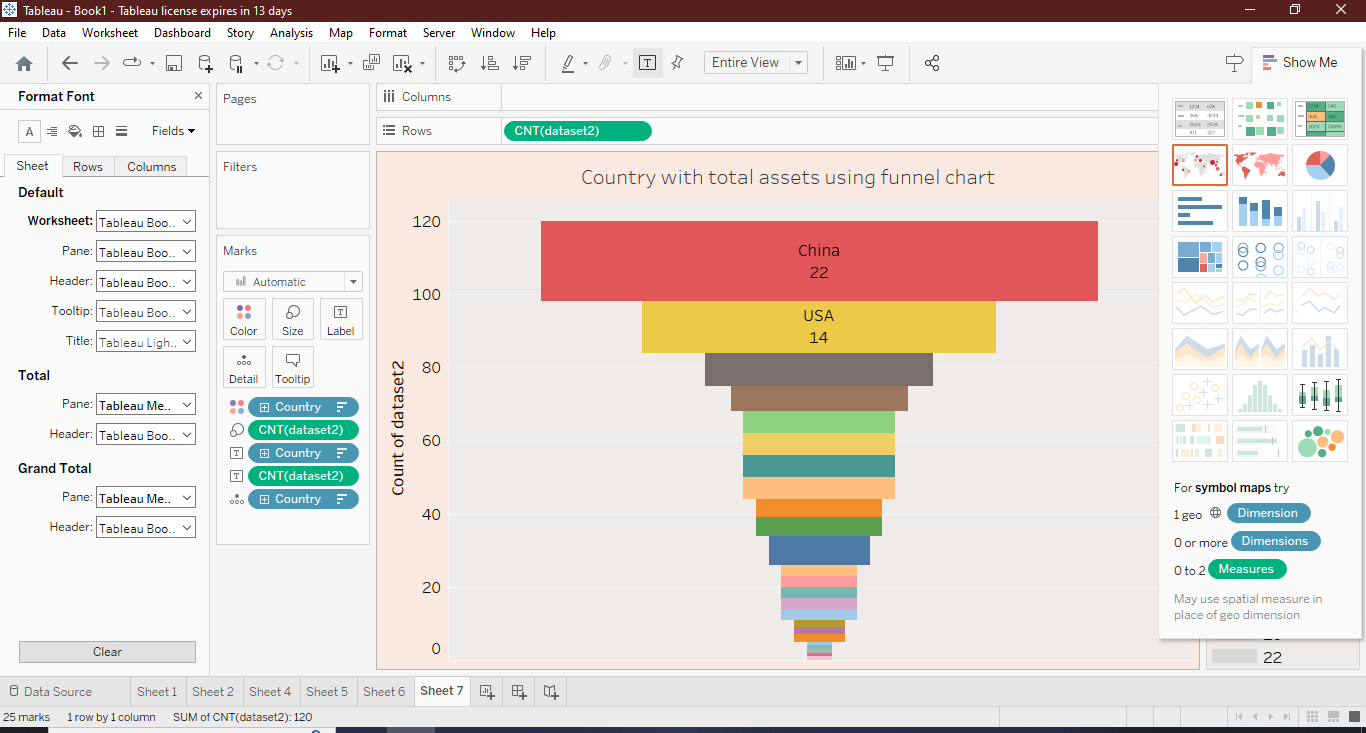 Tableau - Book1 - Tableau license expires in 13 days
File Data Worksheet Dashboard Story Analysis Map Format Server Window Help
Entire View
Show Me
Format Font
Fields
Sheet Rows Columns
Default
Worksheet: Tableau Boo..
Pane: Tableau Boo..
Header: Tableau Boo..
Tooltip: Tableau Boo..
Title: Tableau Ligh..
Total
Pane: Tableau Me..
Header: Tableau Boo..
Grand Total
Pane: Tableau Me..
Header: Tableau Boo..
Clear
Pages
Filters
Marks
Automatic
Color Size Label
Detail Tooltip
Country
CNT(dataset2)
Country
CNT(dataset2)
Country
Columns
Rows CNT(dataset2)
Country with total assets using funnel chart
Count of dataset2
120
100
80
60
40
20
0
China
22
USA
14
For symbol maps try
1 geo Dimension
0 or more Dimensions
0 to 2 Measures
May use spatial measure in
place of geo dimension
22
Data Source Sheet 1 Sheet 2 Sheet 4 Sheet 5 Sheet 6 Sheet 7
25 marks 1 row by 1 column SUM of CNT(dataset2): 120